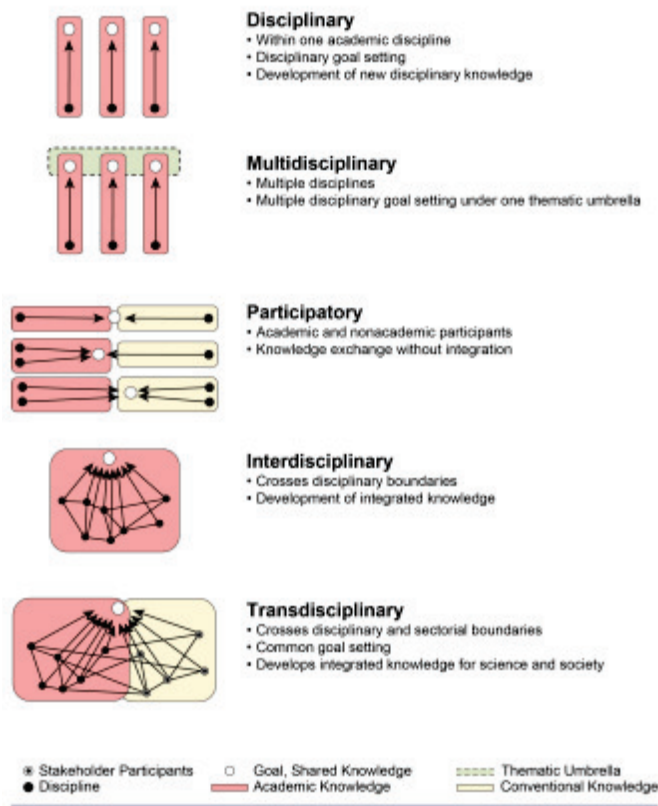 Disciplinary
• Within one academic discipline
• Disciplinary goal setting
• Development of new disciplinary knowledge
Multidisciplinary
• Multiple disciplines
• Multiple disciplinary goal setting under one thematic umbrella
Participatory
• Academic and nonacademic participants
• Knowledge exchange without integration
Interdisciplinary
• Crosses disciplinary boundaries
• Development of integrated knowledge
Transdisciplinary
• Crosses disciplinary and sectorial boundaries
• Common goal setting
• Develops integrated knowledge for science and society
Stakeholder Participants Goal, Shared Knowledge Thematic Umbrella
Discipline Academic Knowledge Conventional Knowledge